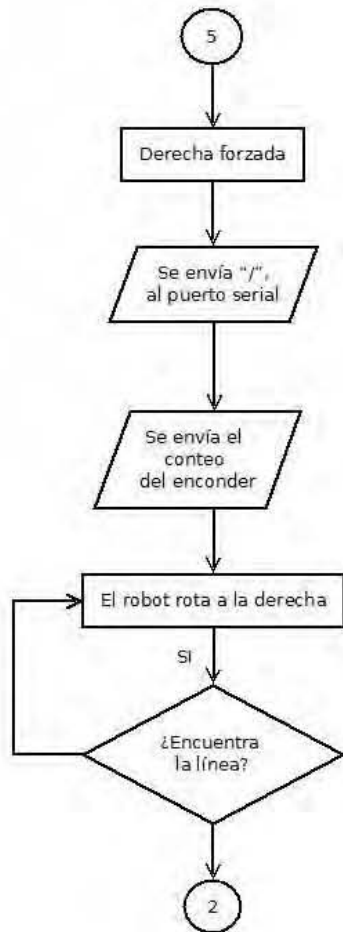 5
Derecha forzada
Se envía "/",
al puerto serial
Se envía el
conteo
del enconder
El robot rota a la derecha
SI
¿Encuentra
la línea?
2